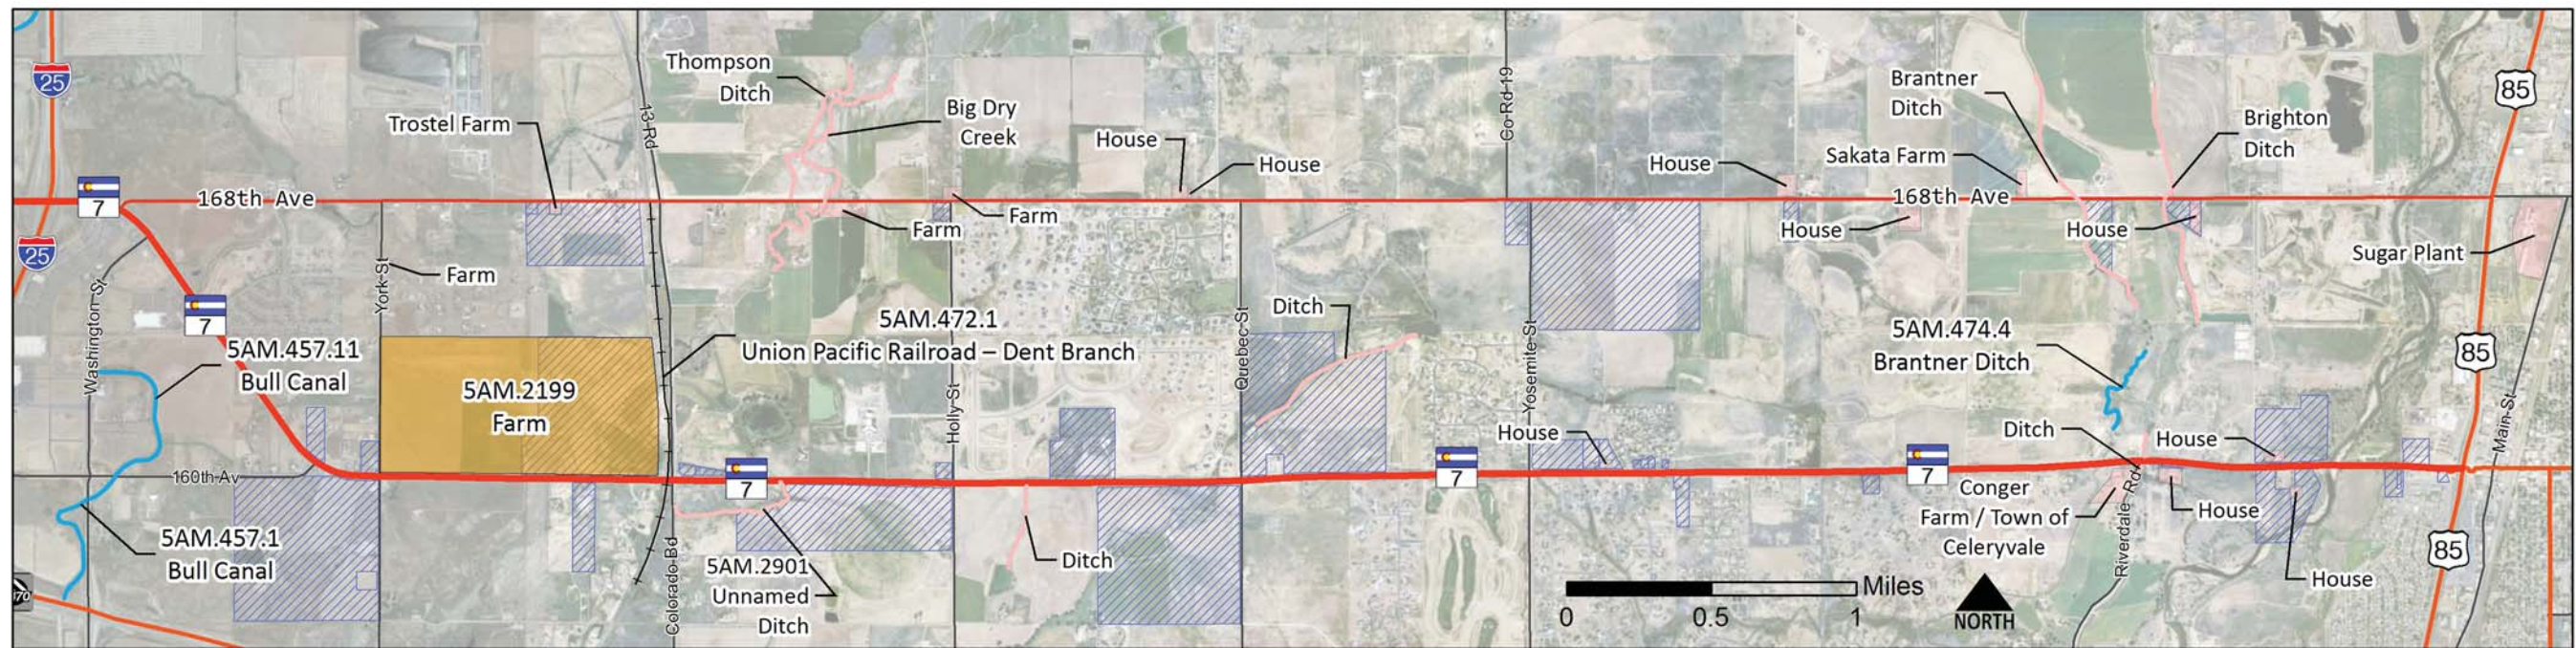 25
25
7
168th Ave
Trostel Farm
13 Rd
Thompson
Ditch
Big Dry
Creek
House
House
Farm
Farm
Co Rd 19
House
Brantner
Ditch
Sakata Farm
168th Ave
House
House
Brighton
Ditch
85
Sugar Plant
Washington St
7
York St
Farm
5AM.457.11
Bull Canal
5AM.2199
Farm
5AM.472.1
Union Pacific Railroad – Dent Branch
Holly St
Quebec St
Ditch
Yosemite St
House
5AM.474.4
Brantner Ditch
Ditch
House
85
Main St
160th Av
7
7
7
5AM.457.1
Bull Canal
Colorado Bd
5AM.2901
Unnamed
Ditch
Ditch
Conger
Farm / Town of
Celeryvale
Riverdale Rd
House
House
85
0
0.5
1
Miles
NORTH